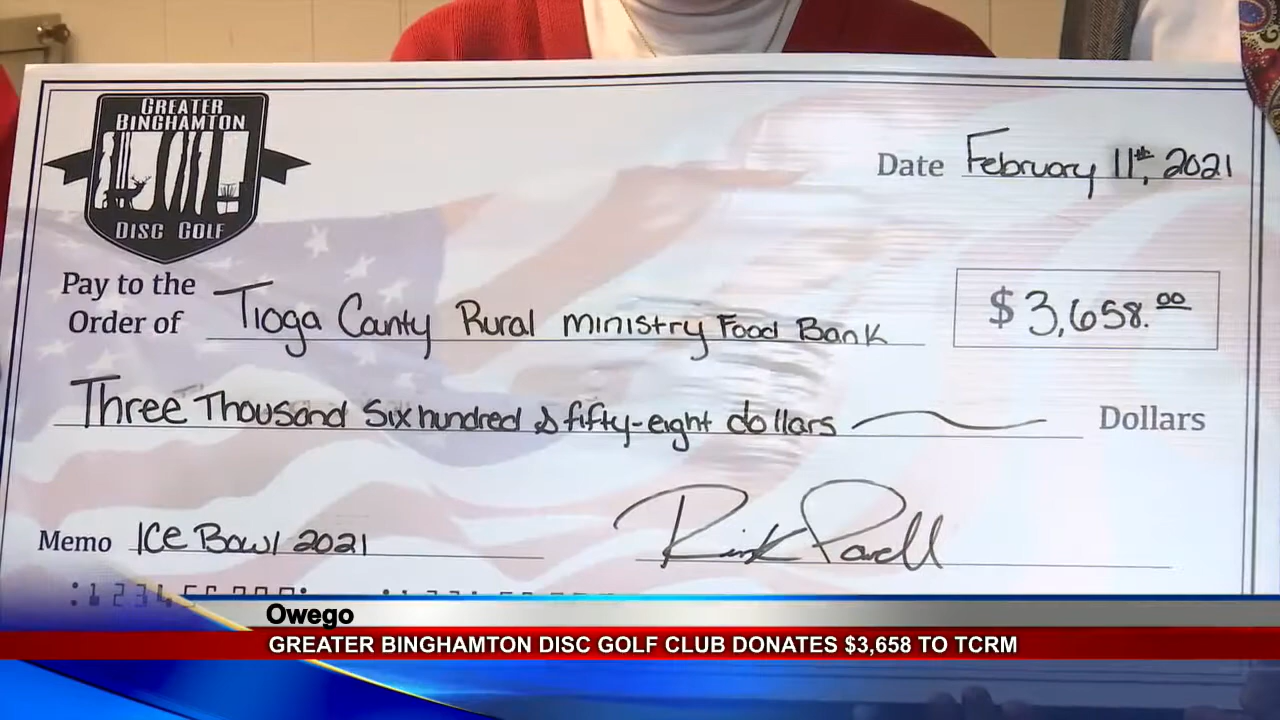 GREATER
BINGHAMTON
DISC GOLF
Date February 11th, 2021
Pay to the
Order of Tioga County Rural Ministry Food Bank
$3,658.00
Three Thousand Six hundred & fifty-eight dollars Dollars
Memo ICE Bowl 2021
Owego
GREATER BINGHAMTON DISC GOLF CLUB DONATES $3,658 TO TCRM